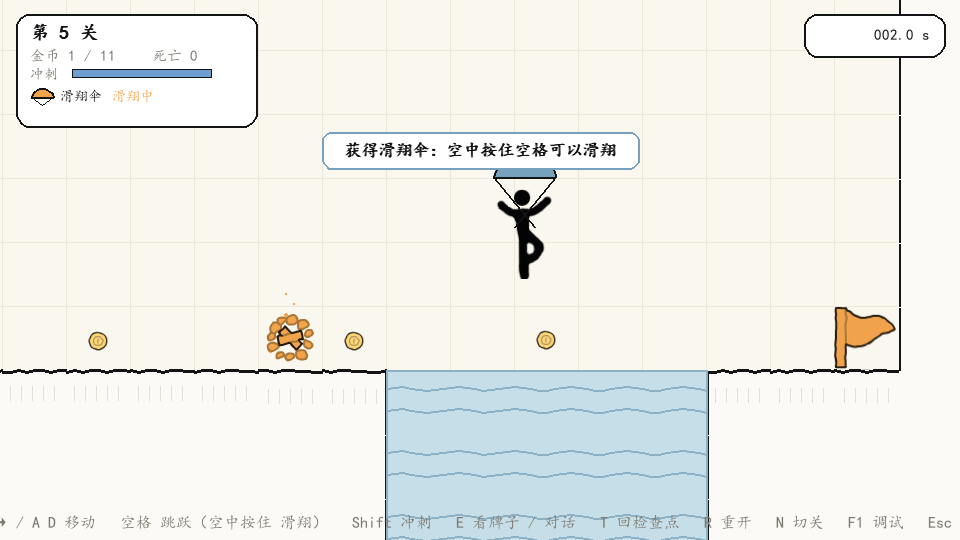 第 5 关
金币 1 / 11 死亡 0
冲刺
滑翔伞 滑翔中
002.0 s
获得滑翔伞：空中按住空格可以滑翔
→ / A D 移动 空格 跳跃（空中按住 滑翔） Shift 冲刺 E 看牌子 / 对话 T 回检查点 R 重开 N 切关 F1 调试 Esc